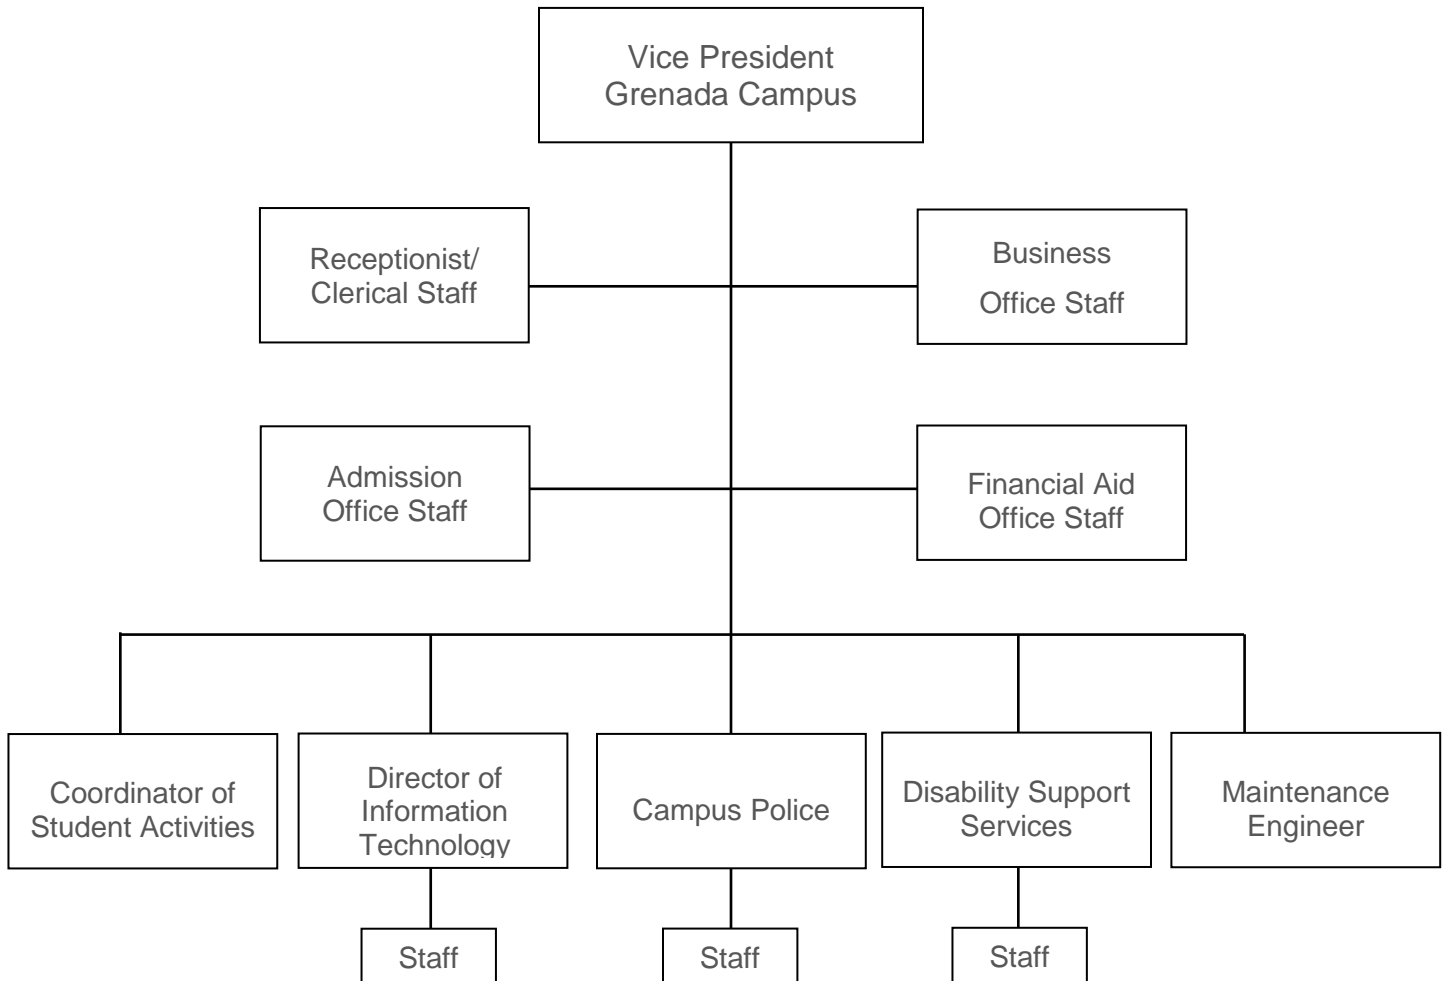 Vice President
Grenada Campus
Receptionist/
Clerical Staff
Business
Office Staff
Admission
Office Staff
Financial Aid
Office Staff
Coordinator of
Student Activities
Director of
Information
Technology
Campus Police
Disability Support
Services
Maintenance
Engineer
Staff
Staff
Staff